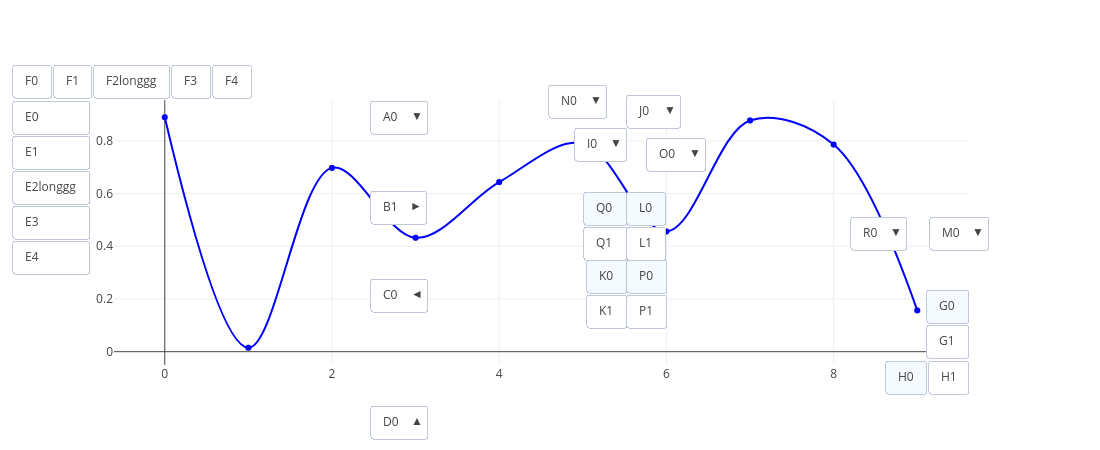 F0 F1 F2longgg F3 F4
N0 ▼
J0 ▼
E0
A0 ▼
0.8
I0 ▼
O0 ▼
E1
E2longgg
0.6
B1 ►
Q0 L0
E3
R0 ▼
M0 ▼
0.4
Q1 L1
E4
K0 P0
C0 ◄
0.2
G0
K1 P1
G1
0
0 2 4 6 8
H0 H1
D0 ▲